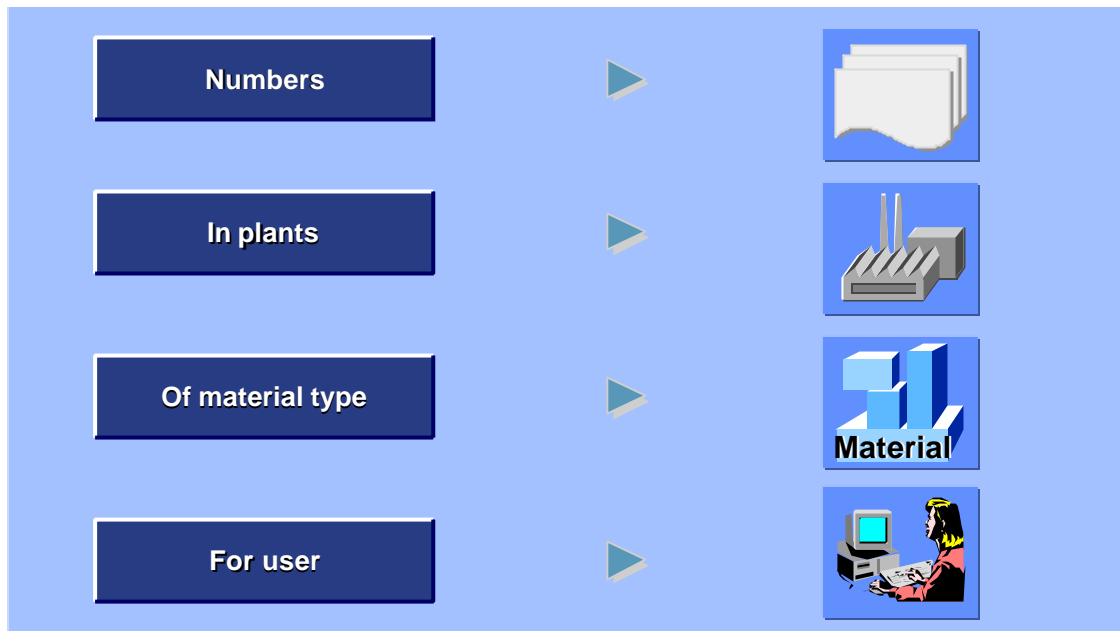 Numbers
In plants
Of material type
Material
For user